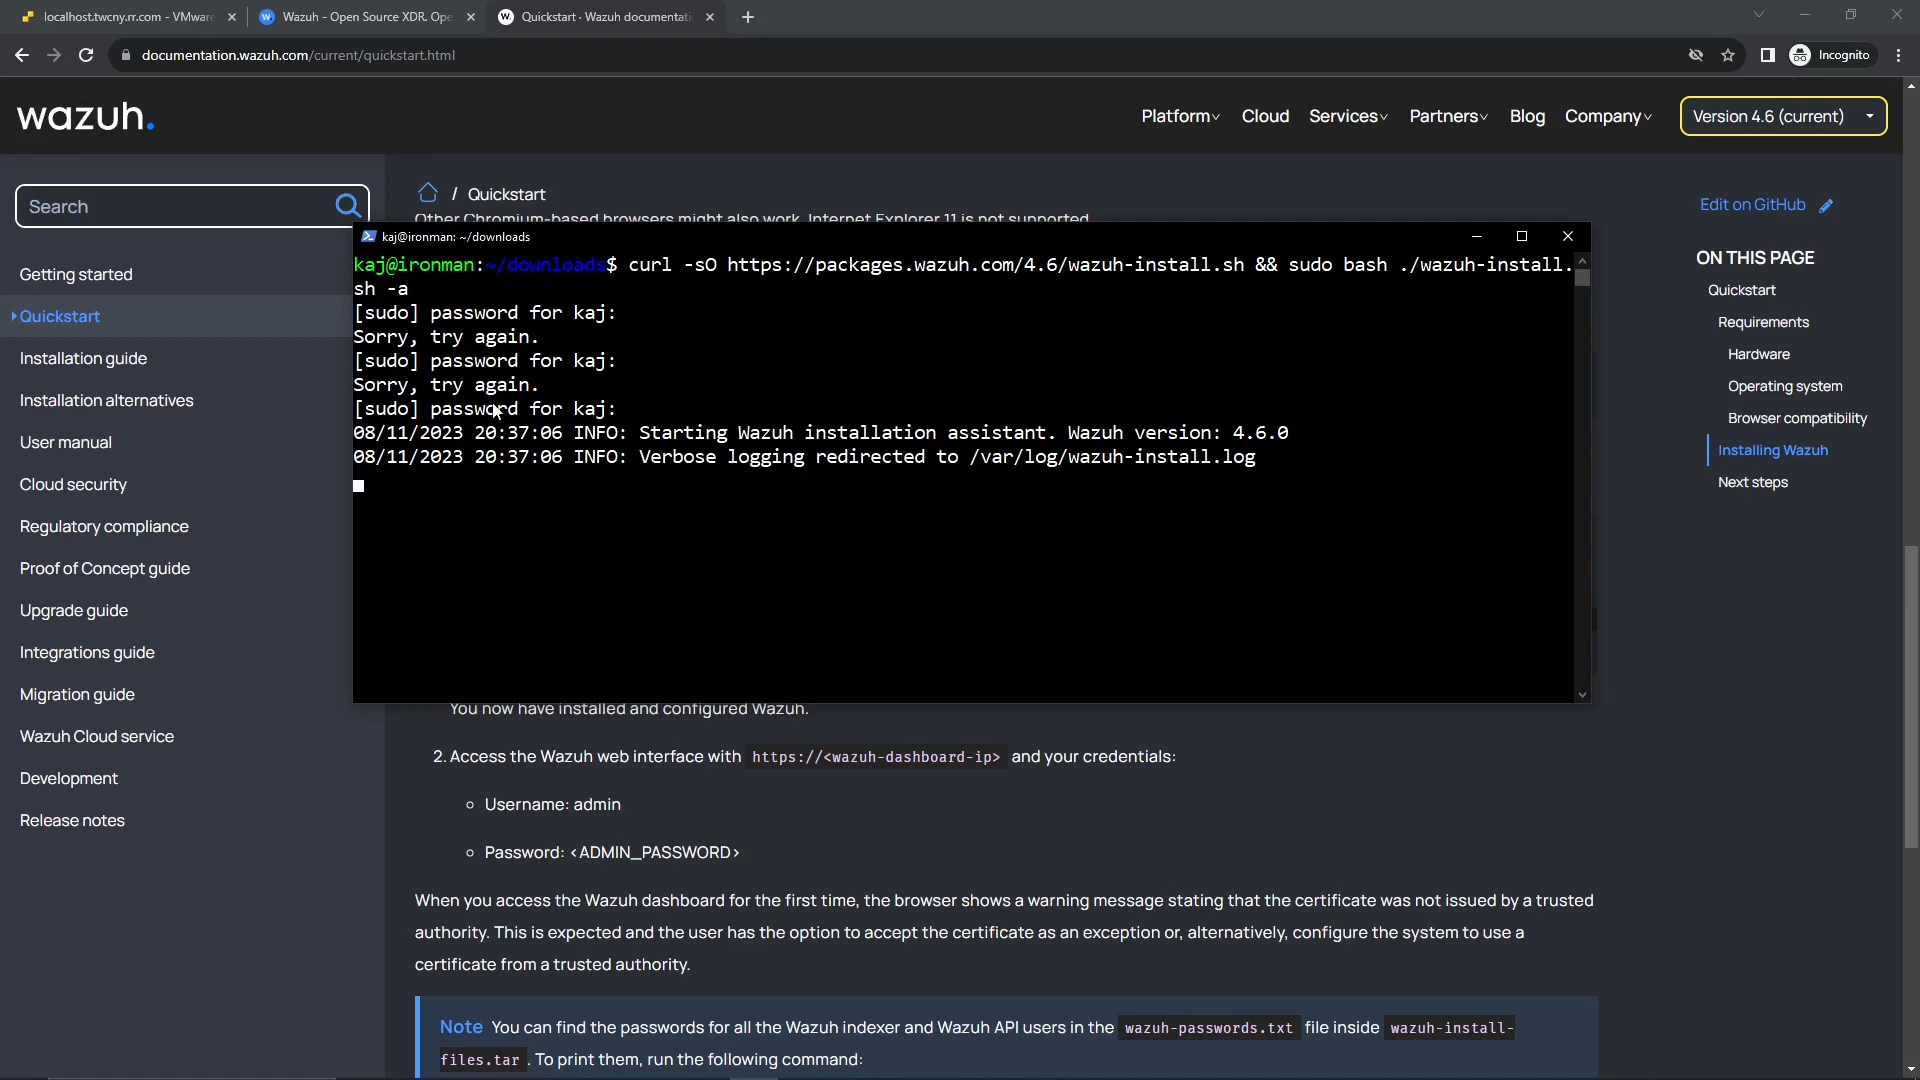 localhost.twcny.rr.com - VMware
Wazuh - Open Source XDR. Ope
Quickstart · Wazuh documentati
documentation.wazuh.com/current/quickstart.html
Incognito
wazuh.
Platform
Cloud
Services
Partners
Blog
Company
Version 4.6 (current)
Search
Getting started
Quickstart
Installation guide
Installation alternatives
User manual
Cloud security
Regulatory compliance
Proof of Concept guide
Upgrade guide
Integrations guide
Migration guide
Wazuh Cloud service
Development
Release notes
/ Quickstart
Other Chromium-based browsers might also work. Internet Explorer 11 is not supported.
kaj@ironman: ~/downloads
kaj@ironman:~/downloads$ curl -sO https://packages.wazuh.com/4.6/wazuh-install.sh && sudo bash ./wazuh-install.
sh -a
[sudo] password for kaj:
Sorry, try again.
[sudo] password for kaj:
Sorry, try again.
[sudo] password for kaj:
08/11/2023 20:37:06 INFO: Starting Wazuh installation assistant. Wazuh version: 4.6.0
08/11/2023 20:37:06 INFO: Verbose logging redirected to /var/log/wazuh-install.log
You now have installed and configured Wazuh.
2. Access the Wazuh web interface with https://<wazuh-dashboard-ip> and your credentials:
Username: admin
Password: <ADMIN_PASSWORD>
When you access the Wazuh dashboard for the first time, the browser shows a warning message stating that the certificate was not issued by a trusted
authority. This is expected and the user has the option to accept the certificate as an exception or, alternatively, configure the system to use a
certificate from a trusted authority.
Note You can find the passwords for all the Wazuh indexer and Wazuh API users in the wazuh-passwords.txt file inside wazuh-install-
files.tar . To print them, run the following command:
Edit on GitHub
ON THIS PAGE
Quickstart
Requirements
Hardware
Operating system
Browser compatibility
Installing Wazuh
Next steps